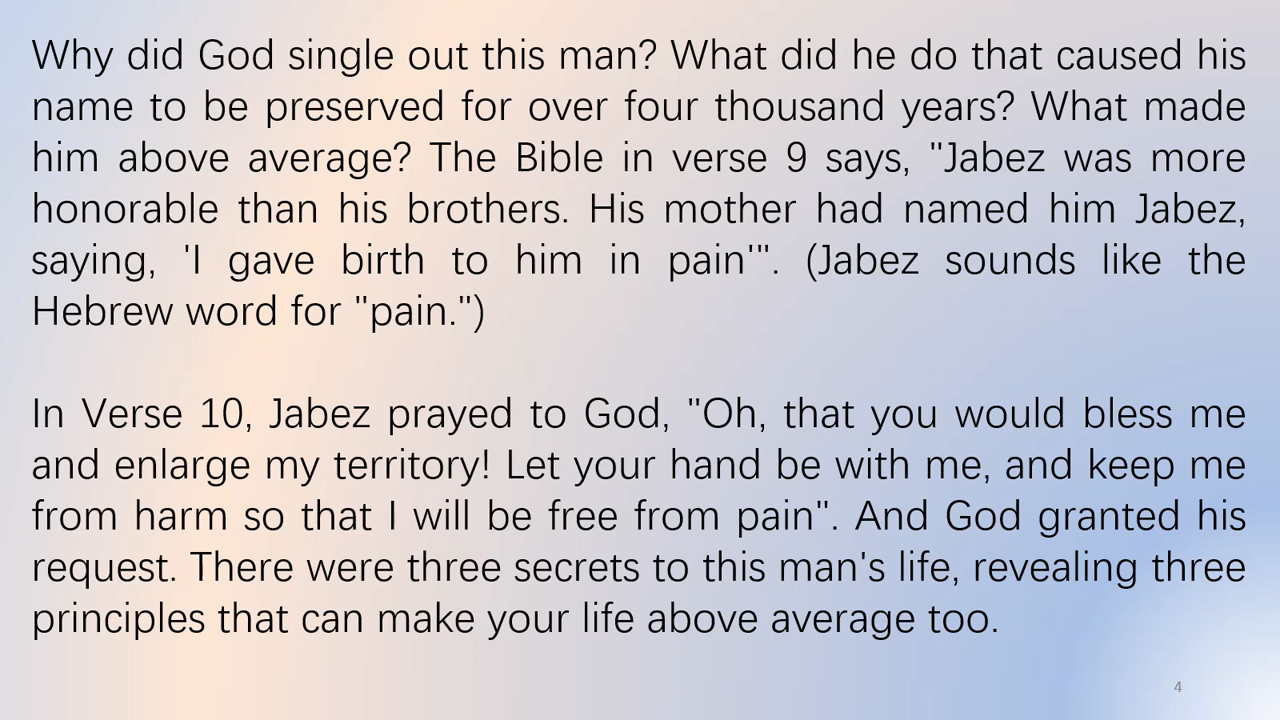 Why did God single out this man? What did he do that caused his
name to be preserved for over four thousand years? What made
him above average? The Bible in verse 9 says, "Jabez was more
honorable than his brothers. His mother had named him Jabez,
saying, 'I gave birth to him in pain'". (Jabez sounds like the
Hebrew word for "pain.")
In Verse 10, Jabez prayed to God, "Oh, that you would bless me
and enlarge my territory! Let your hand be with me, and keep me
from harm so that I will be free from pain". And God granted his
request. There were three secrets to this man's life, revealing three
principles that can make your life above average too.
4